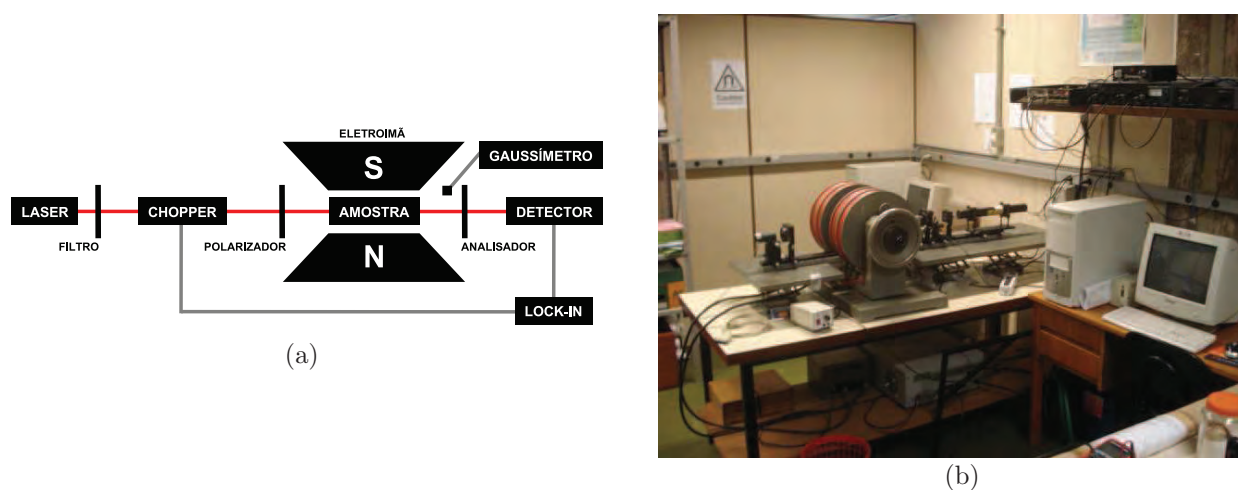 ELETROIMÃ
S
GAUSSÍMETRO
LASER
CHOPPER
AMOSTRA
DETECTOR
FILTRO
POLARIZADOR
ANALISADOR
N
LOCK-IN
(a)
(b)